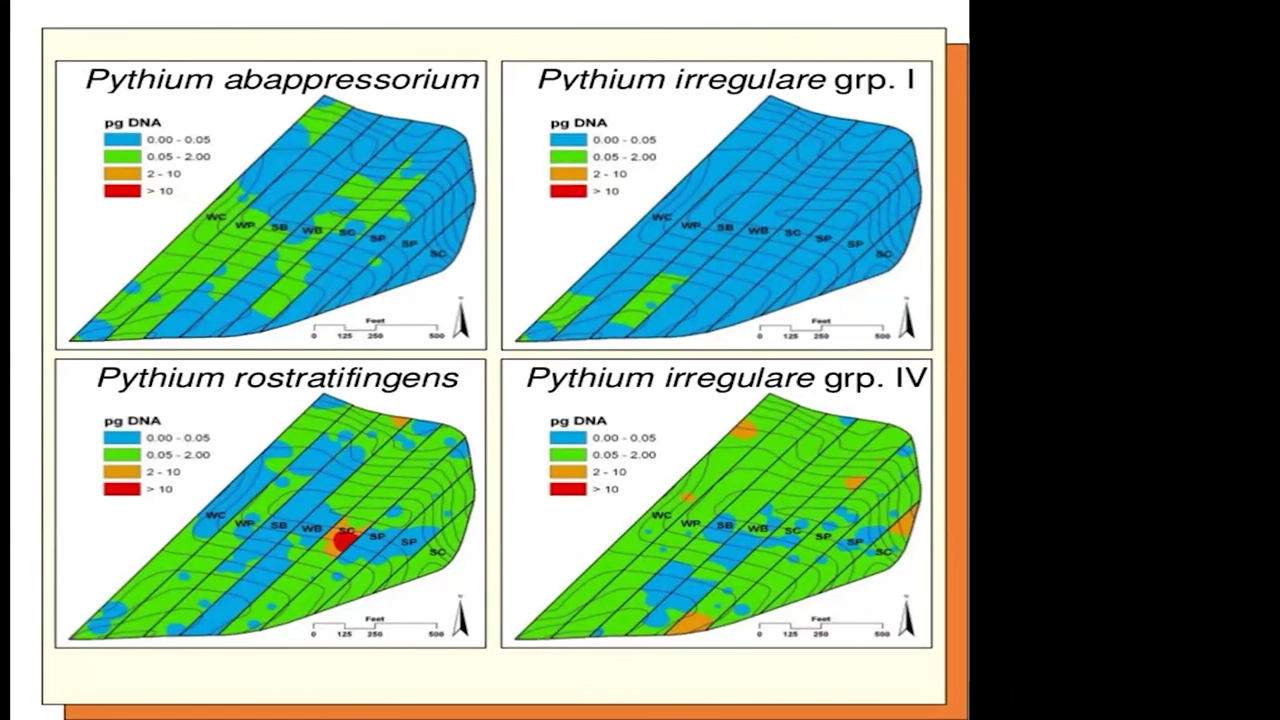 Pythium abappressorium
pg DNA
0.00 - 0.05
0.05 - 2.00
2 - 10
> 10
WC
WP
SB
WB
SC
SP
SP
SC
N
Feet
0 125 250 500
Pythium irregulare grp. I
pg DNA
0.00 - 0.05
0.05 - 2.00
2 - 10
> 10
WC
WP
SB
WB
SC
SP
SP
SC
N
Feet
0 125 250 500
Pythium rostratifingens
pg DNA
0.00 - 0.05
0.05 - 2.00
2 - 10
> 10
WC
WP
SB
WB
SC
SP
SP
SC
N
Feet
0 125 250 500
Pythium irregulare grp. IV
pg DNA
0.00 - 0.05
0.05 - 2.00
2 - 10
> 10
WC
WP
SB
WB
SC
SP
SP
SC
N
Feet
0 125 250 500